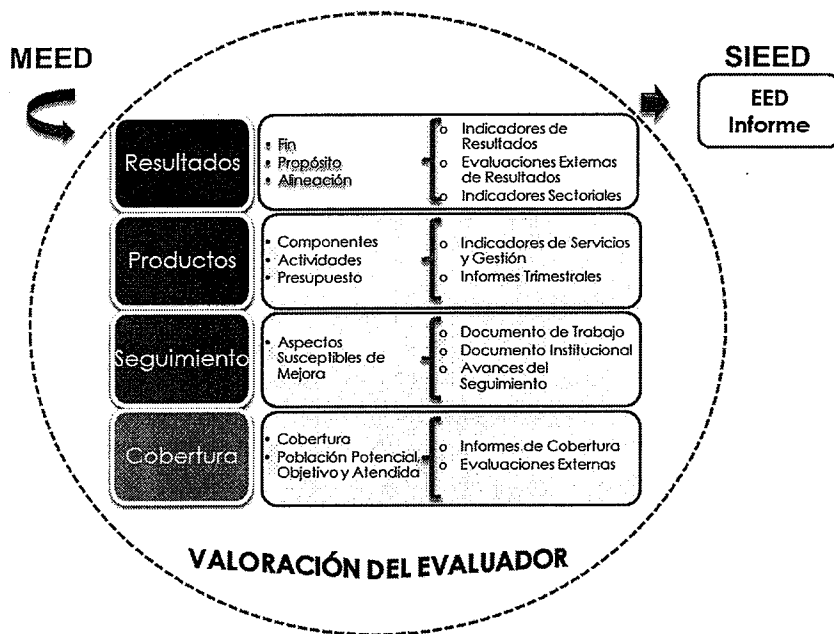 MEED
SIEED
EED
Informe
Resultados
• Fin
• Propósito
• Alineación
o Indicadores de
Resultados
o Evaluaciones Externas
de Resultados
o Indicadores Sectoriales
Productos
• Componentes
• Actividades
• Presupuesto
o Indicadores de Servicios
y Gestión
o Informes Trimestrales
Seguimiento
• Aspectos
Susceptibles de
Mejora
o Documento de Trabajo
o Documento Institucional
o Avances del
Seguimiento
Cobertura
• Cobertura
• Población Potencial,
Objetivo y Atendida
o Informes de Cobertura
o Evaluaciones Externas
VALORACIÓN DEL EVALUADOR